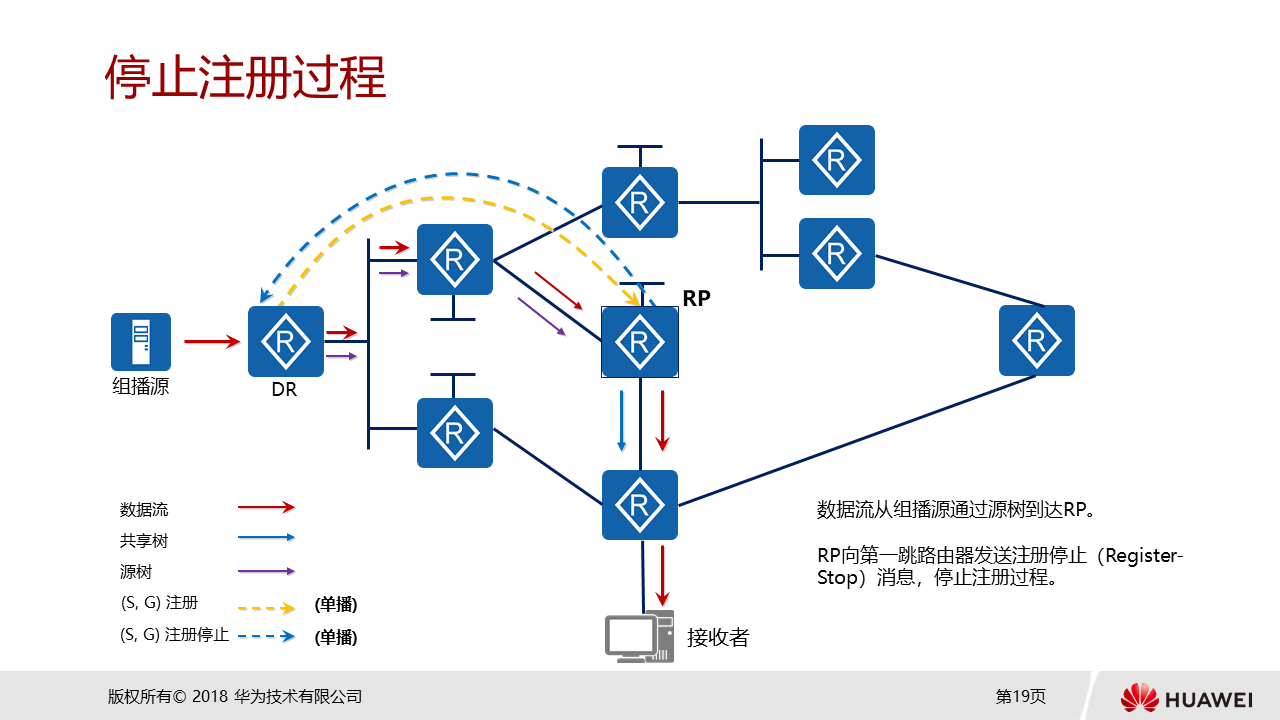 停止注册过程
R
R
R
R
RP
R
R
R
组播源
DR
R
R
数据流
共享树
源树
(S, G) 注册
(单播)
(S, G) 注册停止
(单播)
数据流从组播源通过源树到达RP。
RP向第一跳路由器发送注册停止（Register-
Stop）消息，停止注册过程。
接收者
版权所有© 2018 华为技术有限公司
第19页
HUAWEI